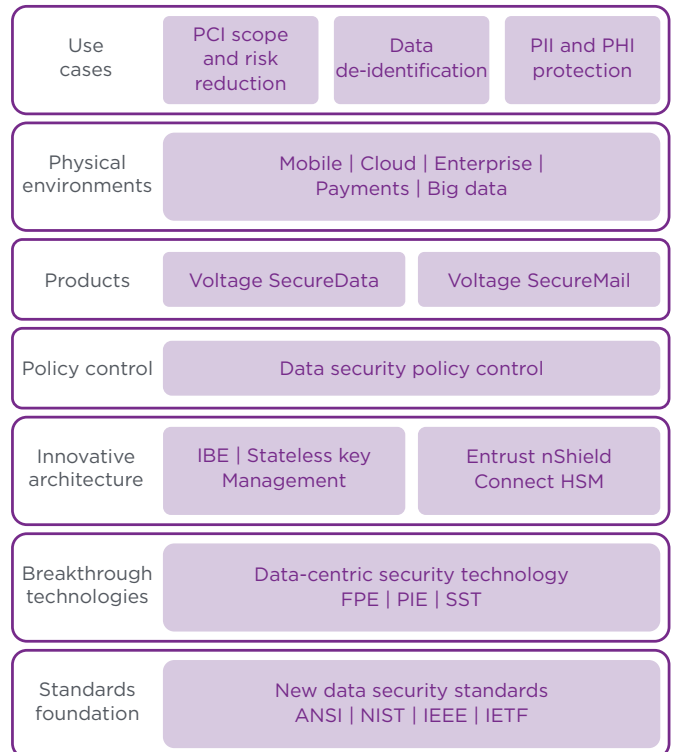 Use
cases
PCI scope
and risk
reduction
Data
de-identification
PII and PHI
protection
Physical
environments
Mobile | Cloud | Enterprise |
Payments | Big data
Products
Voltage SecureData
Voltage SecureMail
Policy control
Data security policy control
Innovative
architecture
IBE | Stateless key
Management
Entrust nShield
Connect HSM
Breakthrough
technologies
Data-centric security technology
FPE | PIE | SST
Standards
foundation
New data security standards
ANSI | NIST | IEEE | IETF